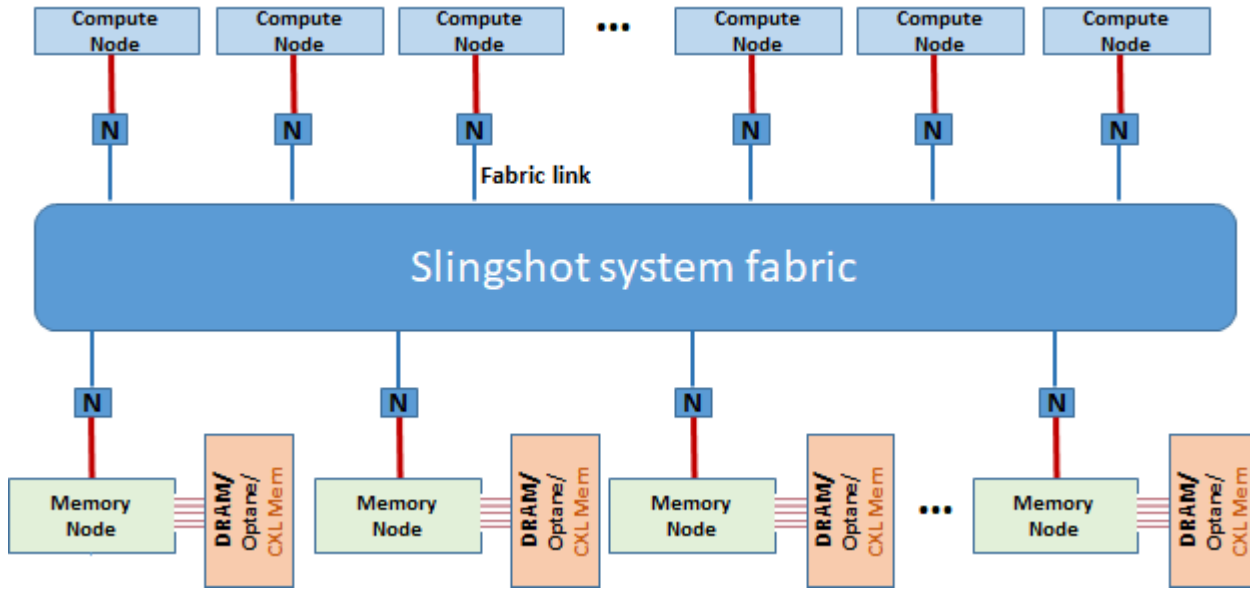 Compute
Node
Compute
Node
Compute
Node
...
Compute
Node
Compute
Node
Compute
Node
N
N
N
N
N
N
Fabric link
Slingshot system fabric
N
N
N
N
Memory
Node
DRAM/
Optane/
CXL Mem
Memory
Node
DRAM/
Optane/
CXL Mem
Memory
Node
DRAM/
Optane/
CXL Mem
...
Memory
Node
DRAM/
Optane/
CXL Mem